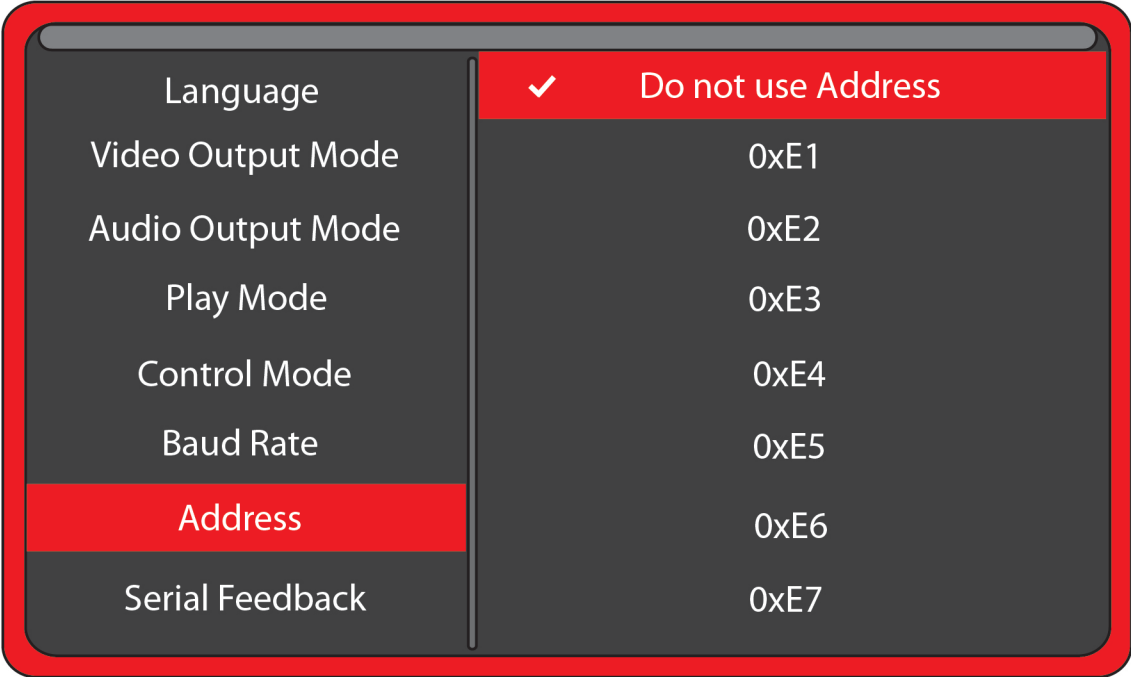 Language
Video Output Mode
Audio Output Mode
Play Mode
Control Mode
Baud Rate
Address
Serial Feedback
Do not use Address
0xE1
0xE2
0xE3
0xE4
0xE5
0xE6
0xE7